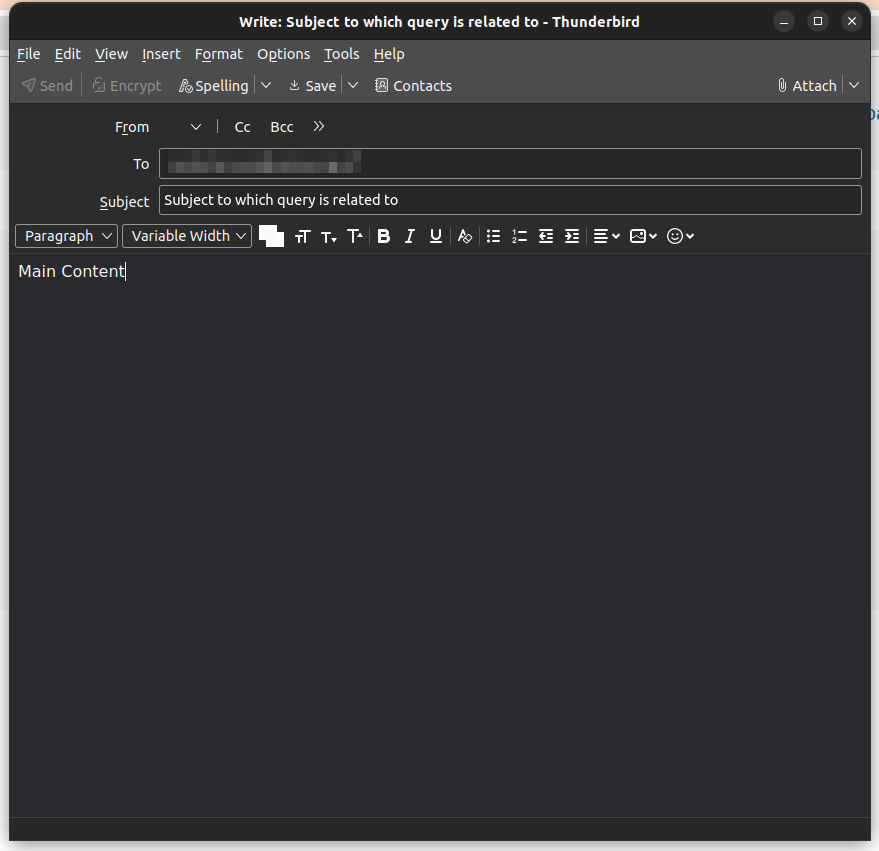 Write: Subject to which query is related to - Thunderbird
File Edit View Insert Format Options Tools Help
Send Encrypt Spelling Save Contacts Attach
From Cc Bcc
To
Subject Subject to which query is related to
Paragraph Variable Width
Main Content